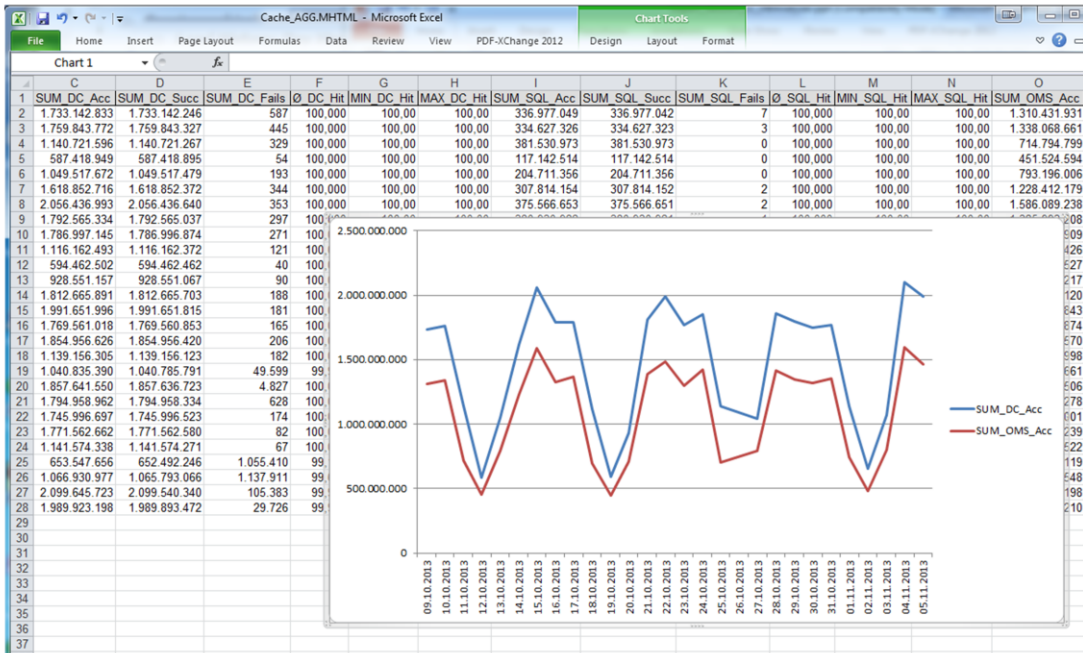 Cache_AGG.MHTML - Microsoft Excel
Chart Tools
File Home Insert Page Layout Formulas Data Review View PDF-XChange 2012 Design Layout Format
Chart 1 fx
C D E F G H I J K L M N O
1 SUM_DC_Acc SUM_DC_Succ SUM_DC_Fails Ø_DC_Hit MIN_DC_Hit MAX_DC_Hit SUM_SQL_Acc SUM_SQL_Succ SUM_SQL_Fails Ø_SQL_Hit MIN_SQL_Hit MAX_SQL_Hit SUM_OMS_Acc
2 1.733.142.833 1.733.142.246 587 100,000 100,00 100,00 336.977.049 336.977.042 7 100,000 100,00 100,00 1.310.431.931
3 1.759.843.772 1.759.843.327 445 100,000 100,00 100,00 334.627.326 334.627.323 3 100,000 100,00 100,00 1.338.068.661
4 1.140.721.596 1.140.721.267 329 100,000 100,00 100,00 381.530.973 381.530.973 0 100,000 100,00 100,00 714.794.799
5 587.418.949 587.418.895 54 100,000 100,00 100,00 117.142.514 117.142.514 0 100,000 100,00 100,00 451.524.594
6 1.049.517.672 1.049.517.479 193 100,000 100,00 100,00 204.711.356 204.711.356 0 100,000 100,00 100,00 793.196.006
7 1.618.852.716 1.618.852.372 344 100,000 100,00 100,00 307.814.154 307.814.152 2 100,000 100,00 100,00 1.228.412.179
8 2.056.436.993 2.056.436.640 353 100,000 100,00 100,00 375.566.653 375.566.651 2 100,000 100,00 100,00 1.586.089.238
9 1.792.565.334 1.792.565.037 297
10 1.786.997.145 1.786.996.874 271 100,
11 1.116.162.493 1.116.162.372 121 100,
12 594.462.502 594.462.462 40 100,
13 928.551.157 928.551.067 90 100,
14 1.812.665.891 1.812.665.703 188 100,
15 1.991.651.996 1.991.651.815 181 100,
16 1.769.561.018 1.769.560.853 165 100,
17 1.854.956.626 1.854.956.420 206 100,
18 1.139.156.305 1.139.156.123 182 100,
19 1.040.835.390 1.040.785.791 49.599 99,
20 1.857.641.550 1.857.636.723 4.827 100,
21 1.794.958.962 1.794.958.334 628 100,
22 1.745.996.697 1.745.996.523 174 100,
23 1.771.562.662 1.771.562.580 82 100,
24 1.141.574.338 1.141.574.271 67 100,
25 653.547.656 652.492.246 1.055.410 99,
26 1.066.930.977 1.065.793.066 1.137.911 99,
27 2.099.645.723 2.099.540.340 105.383 99,
28 1.989.923.198 1.989.893.472 29.726 99,
29
30
31
32
33
34
35
36
37
2.500.000.000
2.000.000.000
1.500.000.000
1.000.000.000
500.000.000
0
SUM_DC_Acc
SUM_OMS_Acc
09.10.2013 10.10.2013 11.10.2013 12.10.2013 13.10.2013 14.10.2013 15.10.2013 16.10.2013 17.10.2013 18.10.2013 19.10.2013 20.10.2013 21.10.2013 22.10.2013 23.10.2013 24.10.2013 25.10.2013 26.10.2013 27.10.2013 28.10.2013 29.10.2013 30.10.2013 31.10.2013 01.11.2013 02.11.2013 03.11.2013 04.11.2013 05.11.2013